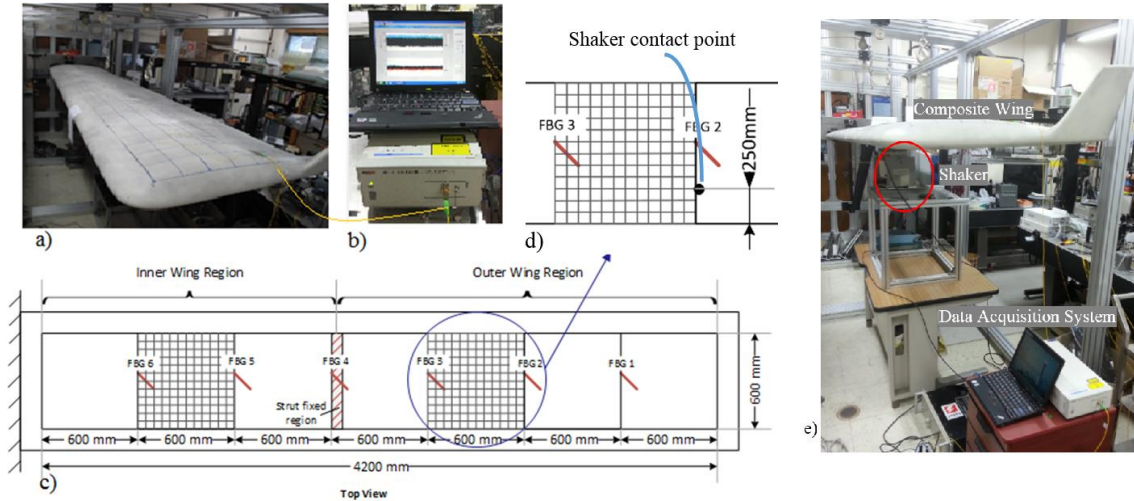 a)
b)
Shaker contact point
FBG 3
FBG 2
250mm
d)
Composite Wing
Shaker
Data Acquisition System
e)
Inner Wing Region
Outer Wing Region
FBG 6
FBG 5
FBG 4
FBG 3
FBG 2
FBG 1
Strut fixed
region
600 mm
600 mm
600 mm
600 mm
600 mm
600 mm
600 mm
600 mm
4200 mm
c)
Top View